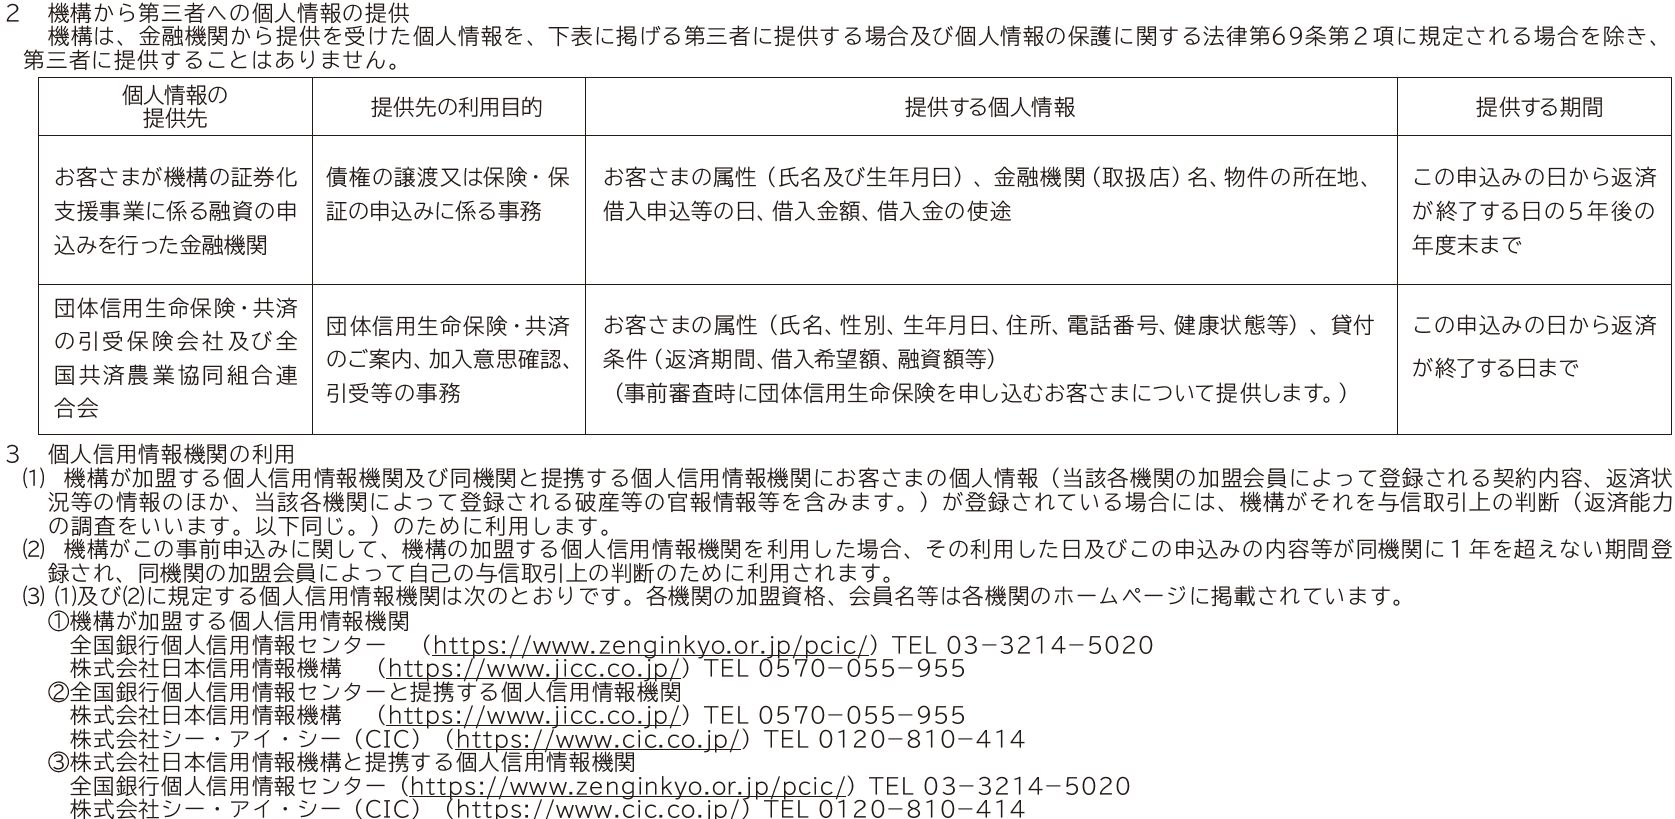 ２　機構から第三者への個人情報の提供
機構は、金融機関から提供を受けた個人情報を、下表に掲げる第三者に提供する場合及び個人情報の保護に関する法律第69条第２項に規定される場合を除き、
第三者に提供することはありません。
個人情報の
提供先
提供先の利用目的
提供する個人情報
提供する期間
お客さまが機構の証券化
支援事業に係る融資の申
込みを行った金融機関
債権の譲渡又は保険・保
証の申込みに係る事務
お客さまの属性（氏名及び生年月日）、金融機関（取扱店）名、物件の所在地、
借入申込等の日、借入金額、借入金の使途
この申込みの日から返済
が終了する日の５年後の
年度末まで
団体信用生命保険・共済
の引受保険会社及び全
国共済農業協同組合連
合会
団体信用生命保険・共済
のご案内、加入意思確認、
引受等の事務
お客さまの属性（氏名、性別、生年月日、住所、電話番号、健康状態等）、貸付
条件（返済期間、借入希望額、融資額等）
（事前審査時に団体信用生命保険を申し込むお客さまについて提供します。）
この申込みの日から返済
が終了する日まで
３　個人信用情報機関の利用
⑴　機構が加盟する個人信用情報機関及び同機関と提携する個人信用情報機関にお客さまの個人情報（当該各機関の加盟会員によって登録される契約内容、返済状
況等の情報のほか、当該各機関によって登録される破産等の官報情報等を含みます。）が登録されている場合には、機構がそれを与信取引上の判断（返済能力
の調査をいいます。以下同じ。）のために利用します。
⑵　機構がこの事前申込みに関して、機構の加盟する個人信用情報機関を利用した場合、その利用した日及びこの申込みの内容等が同機関に１年を超えない期間登
録され、同機関の加盟会員によって自己の与信取引上の判断のために利用されます。
⑶ ⑴及び⑵に規定する個人信用情報機関は次のとおりです。各機関の加盟資格、会員名等は各機関のホームページに掲載されています。
①機構が加盟する個人信用情報機関
全国銀行個人信用情報センター　（https://www.zenginkyo.or.jp/pcic/）TEL 03−3214−5020
株式会社日本信用情報機構　（https://www.jicc.co.jp/）TEL 0570−055−955
②全国銀行個人信用情報センターと提携する個人信用情報機関
株式会社日本信用情報機構　（https://www.jicc.co.jp/）TEL 0570−055−955
株式会社シー・アイ・シー（CIC）（https://www.cic.co.jp/）TEL 0120−810−414
③株式会社日本信用情報機構と提携する個人信用情報機関
全国銀行個人信用情報センター（https://www.zenginkyo.or.jp/pcic/）TEL 03−3214−5020
株式会社シー・アイ・シー（CIC）（https://www.cic.co.jp/）TEL 0120−810−414